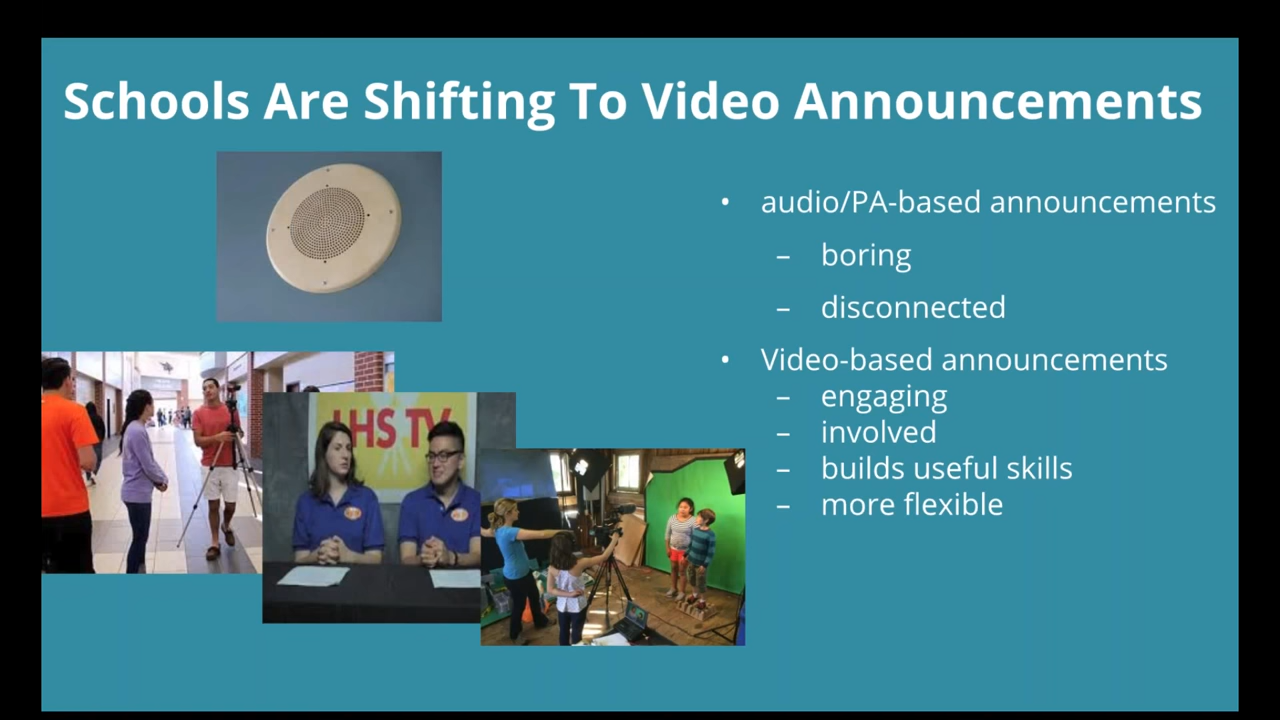 Schools Are Shifting To Video Announcements
• audio/PA-based announcements
– boring
– disconnected
• Video-based announcements
– engaging
– involved
– builds useful skills
– more flexible
HS TV